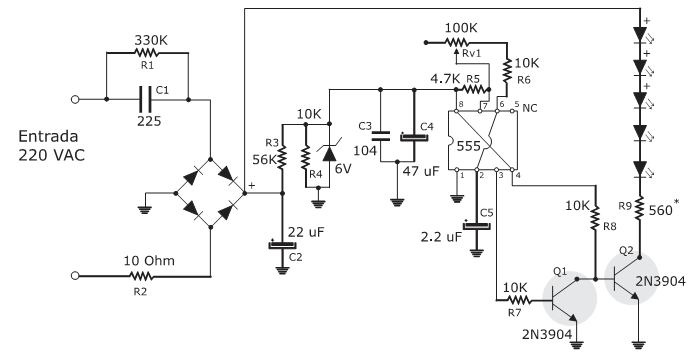 330K
R1
C1
225
Entrada
220 VAC
10 Ohm
R2
+
R3
56K
10K
R4
6V
+
22 uF
C2
C3
104
+
C4
47 uF
100K
Rv1
4.7K
R5
10K
R6
8
7
6
5
NC
555
1
2
3
4
+
C5
2.2 uF
10K
R7
10K
R8
Q1
2N3904
Q2
2N3904
R9
560*
+
+
+